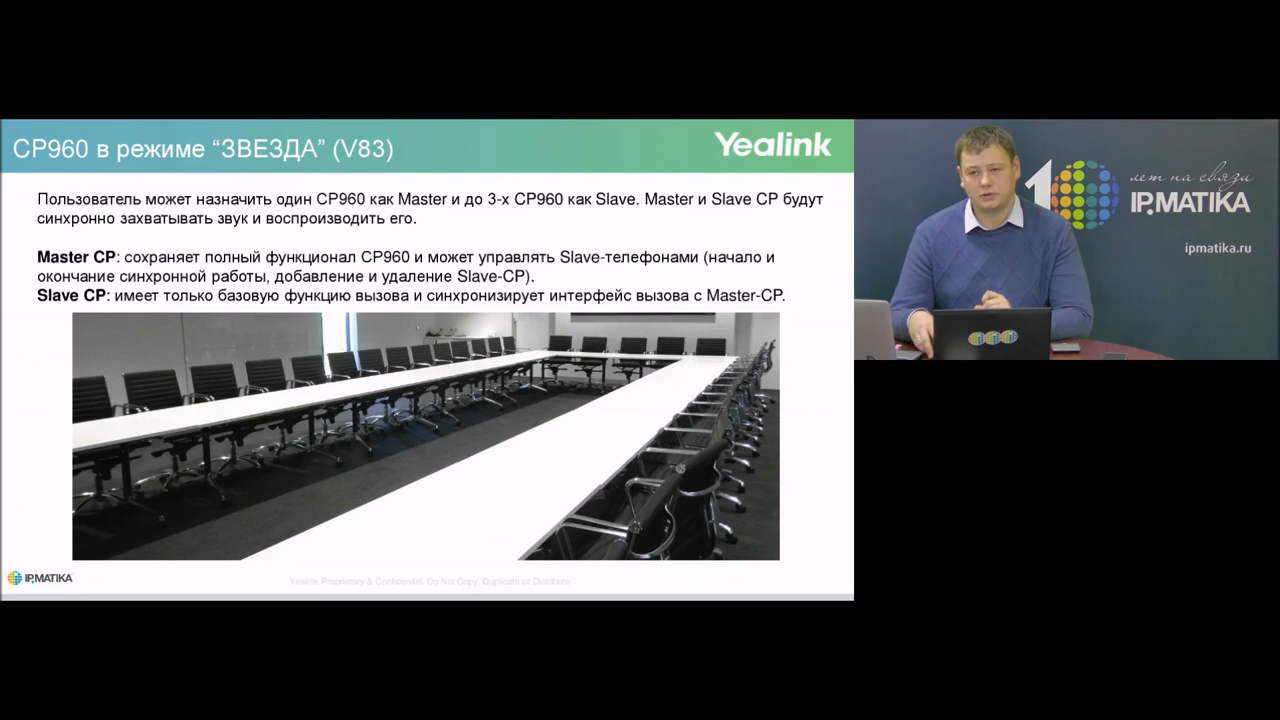 CP960 в режиме “ЗВЕЗДА” (V83)
Yealink
Пользователь может назначить один CP960 как Master и до 3-х CP960 как Slave. Master и Slave CP будут
синхронно захватывать звук и воспроизводить его.
Master CP: сохраняет полный функционал CP960 и может управлять Slave-телефонами (начало и
окончание синхронной работы, добавление и удаление Slave-CP).
Slave CP: имеет только базовую функцию вызова и синхронизирует интерфейс вызова с Master-CP.
IP.MATIKA
Yealink Proprietary & Confidential, Do Not Copy, Duplicate or Distribute.
10
лет на связи
IP.MATIKA
ipmatika.ru